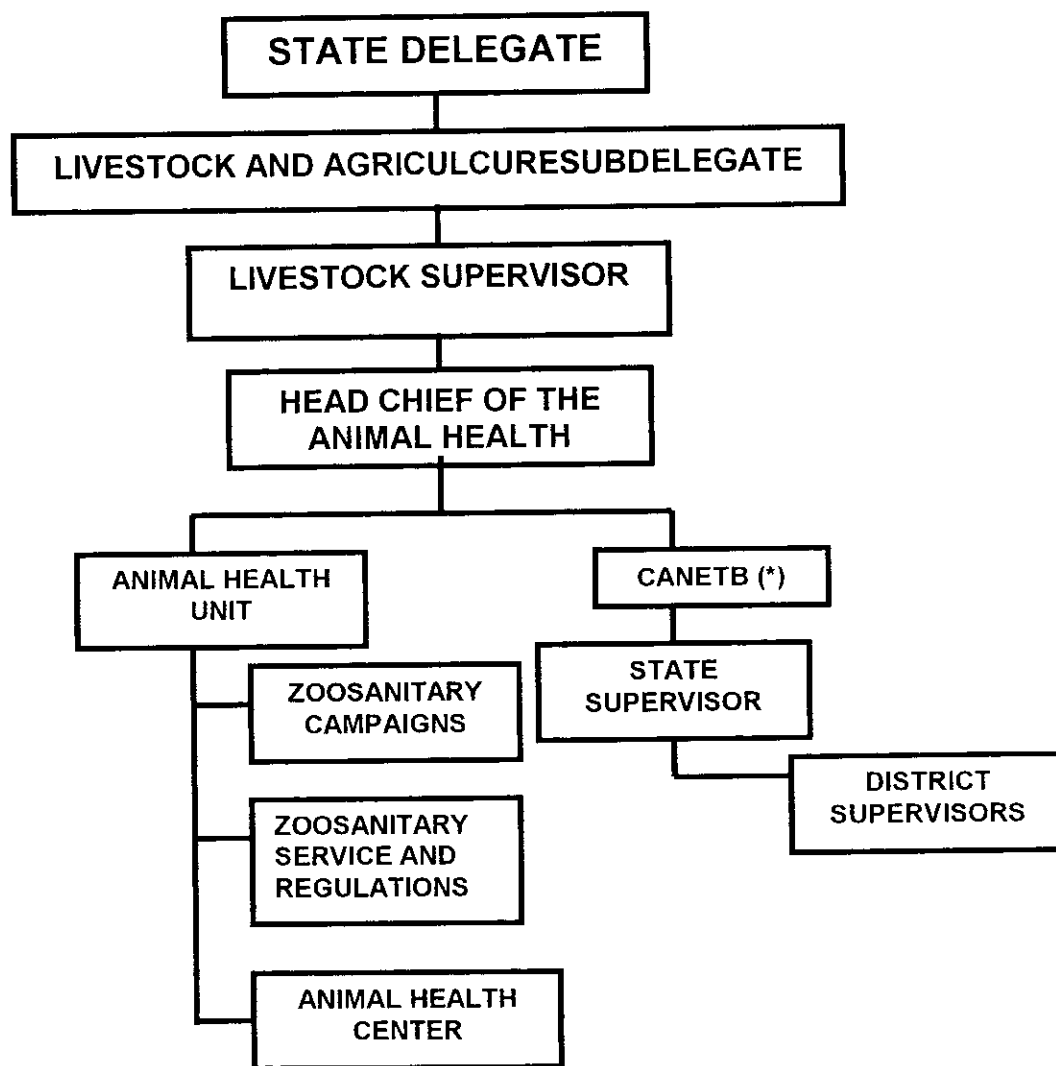 STATE DELEGATE
LIVESTOCK AND AGRICULCURESUBDELEGATE
LIVESTOCK SUPERVISOR
HEAD CHIEF OF THE
ANIMAL HEALTH
ANIMAL HEALTH
UNIT
CANETB (*)
STATE
SUPERVISOR
ZOOSANITARY
CAMPAIGNS
DISTRICT
SUPERVISORS
ZOOSANITARY
SERVICE AND
REGULATIONS
ANIMAL HEALTH
CENTER